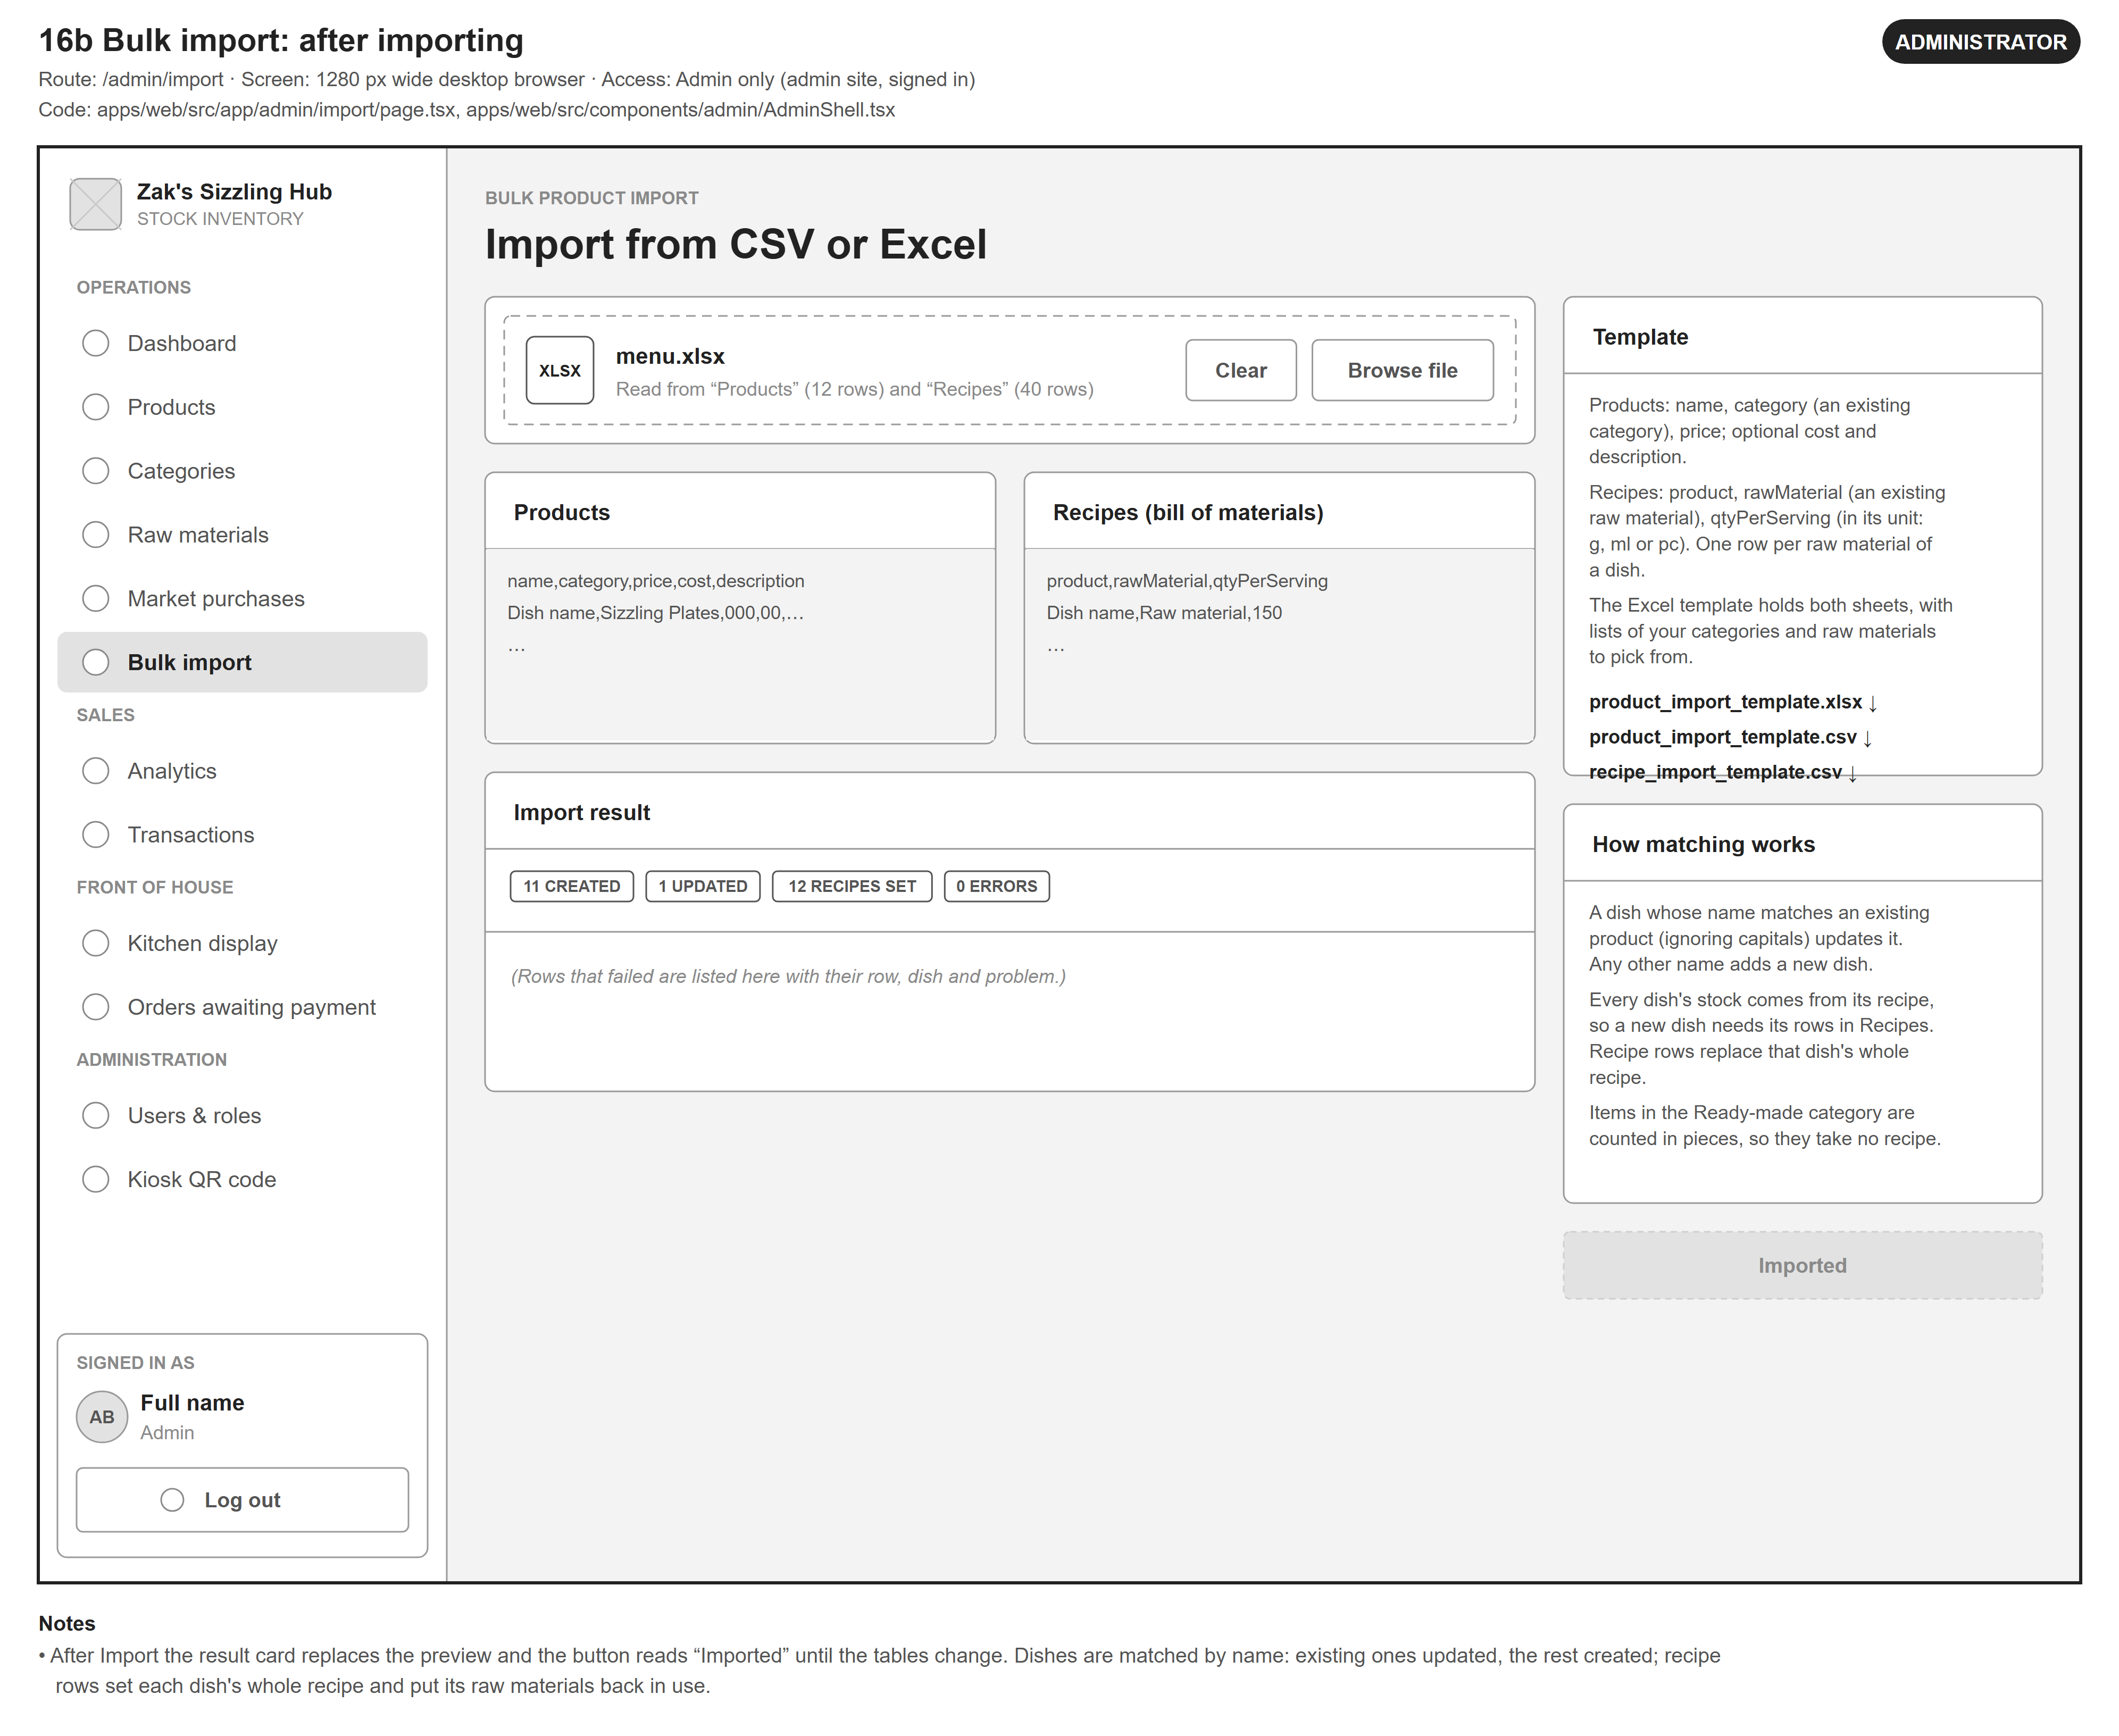 16b Bulk import: after importing
ADMINISTRATOR
Route: /admin/import · Screen: 1280 px wide desktop browser · Access: Admin only (admin site, signed in)
Code: apps/web/src/app/admin/import/page.tsx, apps/web/src/components/admin/AdminShell.tsx
Zak's Sizzling Hub
STOCK INVENTORY
OPERATIONS
Dashboard
Products
Categories
Raw materials
Market purchases
Bulk import
SALES
Analytics
Transactions
FRONT OF HOUSE
Kitchen display
Orders awaiting payment
ADMINISTRATION
Users & roles
Kiosk QR code
SIGNED IN AS
AB
Full name
Admin
Log out
BULK PRODUCT IMPORT
Import from CSV or Excel
XLSX
menu.xlsx
Read from “Products” (12 rows) and “Recipes” (40 rows)
Clear
Browse file
Products
name,category,price,cost,description
Dish name,Sizzling Plates,000,00,…
…
Recipes (bill of materials)
product,rawMaterial,qtyPerServing
Dish name,Raw material,150
…
Import result
11 CREATED
1 UPDATED
12 RECIPES SET
0 ERRORS
(Rows that failed are listed here with their row, dish and problem.)
Template
Products: name, category (an existing
category), price; optional cost and
description.
Recipes: product, rawMaterial (an existing
raw material), qtyPerServing (in its unit:
g, ml or pc). One row per raw material of
a dish.
The Excel template holds both sheets, with
lists of your categories and raw materials
to pick from.
product_import_template.xlsx ↓
product_import_template.csv ↓
recipe_import_template.csv ↓
How matching works
A dish whose name matches an existing
product (ignoring capitals) updates it.
Any other name adds a new dish.
Every dish's stock comes from its recipe,
so a new dish needs its rows in Recipes.
Recipe rows replace that dish's whole
recipe.
Items in the Ready-made category are
counted in pieces, so they take no recipe.
Imported
Notes
• After Import the result card replaces the preview and the button reads “Imported” until the tables change. Dishes are matched by name: existing ones updated, the rest created; recipe
rows set each dish's whole recipe and put its raw materials back in use.